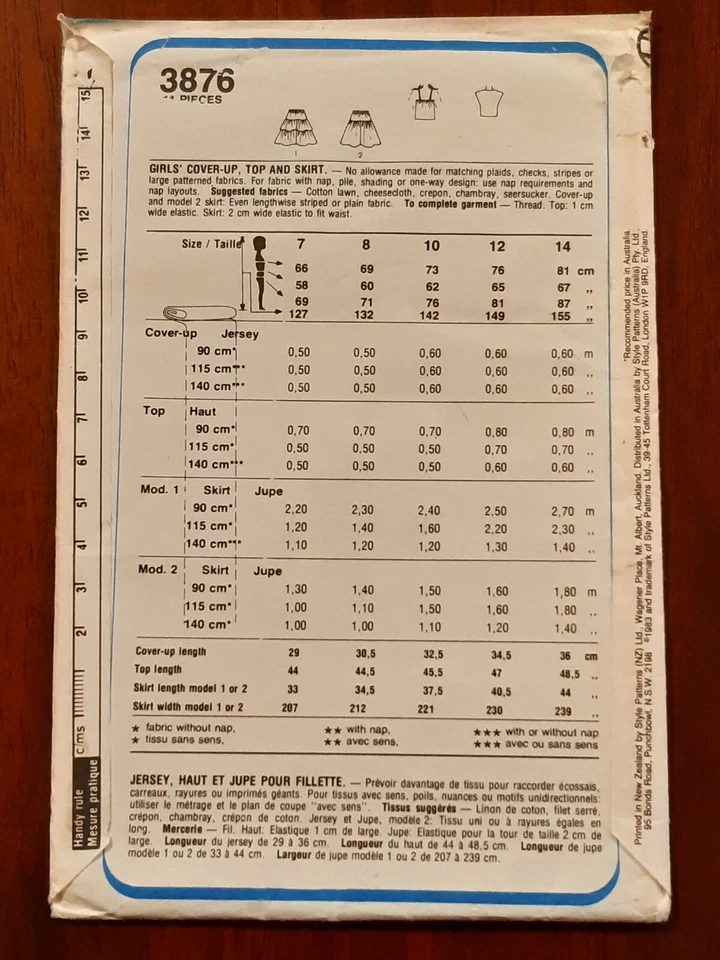 3876
11 PIECES
1 2
GIRLS' COVER-UP, TOP AND SKIRT. — No allowance made for matching plaids, checks, stripes or
large patterned fabrics. For fabric with nap, pile, shading or one-way design: use nap requirements and
nap layouts. Suggested fabrics — Cotton lawn, cheesecloth, crepon, chambray, seersucker. Cover-up
and model 2 skirt: Even lengthwise striped or plain fabric. To complete garment — Thread. Top: 1 cm
wide elastic. Skirt: 2 cm wide elastic to fit waist.
Size / Taille 7 8 10 12 14
66 69 73 76 81 cm
58 60 62 65 67 ,,
69 71 76 81 87 ,,
127 132 142 149 155 ,,
Cover-up Jersey
90 cm* 0,50 0,50 0,60 0,60 0,60 m
115 cm*** 0,50 0,50 0,60 0,60 0,60 ,,
140 cm*** 0,50 0,50 0,60 0,60 0,60 ,,
Top Haut
90 cm* 0,70 0,70 0,70 0,80 0,80 m
115 cm* 0,50 0,50 0,50 0,70 0,70 ,,
140 cm*** 0,50 0,50 0,50 0,60 0,60 ,,
Mod. 1 Skirt Jupe
90 cm* 2,20 2,30 2,40 2,50 2,70 m
115 cm* 1,20 1,40 1,60 2,20 2,30 ,,
140 cm*** 1,10 1,20 1,20 1,30 1,40 ,,
Mod. 2 Skirt Jupe
90 cm* 1,30 1,40 1,50 1,60 1,80 m
115 cm* 1,00 1,10 1,50 1,60 1,80 ,,
140 cm* 1,00 1,00 1,10 1,20 1,40 ,,
Cover-up length 29 30,5 32,5 34,5 36 cm
Top length 44 44,5 45,5 47 48,5 ,,
Skirt length model 1 or 2 33 34,5 37,5 40,5 44 ,,
Skirt width model 1 or 2 207 212 221 230 239 ,,
★ fabric without nap, ★★ with nap, ★★★ with or without nap
★ tissu sans sens, ★★ avec sens, ★★★ avec ou sans sens
JERSEY, HAUT ET JUPE POUR FILLETTE. — Prévoir davantage de tissu pour raccorder écossais,
carreaux, rayures ou imprimés géants. Pour tissus avec sens, poils, nuances ou motifs unidirectionnels:
utiliser le métrage et le plan de coupe "avec sens". Tissus suggérés — Linon de coton, filet serré,
crépon, chambray, crépon de coton. Jersey et Jupe, modèle 2: Tissu uni ou à rayures égales en
long. Mercerie — Fil. Haut: Elastique 1 cm de large. Jupe: Elastique pour la tour de taille 2 cm de
large. Longueur du jersey de 29 à 36 cm. Longueur du haut de 44 à 48,5 cm. Longueur de jupe
modèle 1 ou 2 de 33 à 44 cm. Largeur de jupe modèle 1 ou 2 de 207 à 239 cm.
Handy rule
Mesure pratique
c/ms 2 3 4 5 6 7 8 9 10 11 12 13 14 15
*Recommended price in Australia.
Printed in New Zealand by Style Patterns (NZ) Ltd., Wagener Place, Mt. Albert, Auckland. Distributed in Australia by Style Patterns (Australia) Pty. Ltd.,
95 Bonds Road, Punchbowl, N.S.W. 2196 ©1983 and trademark of Style Patterns Ltd., 39-45 Tottenham Court Road, London W1P 9RD, England.